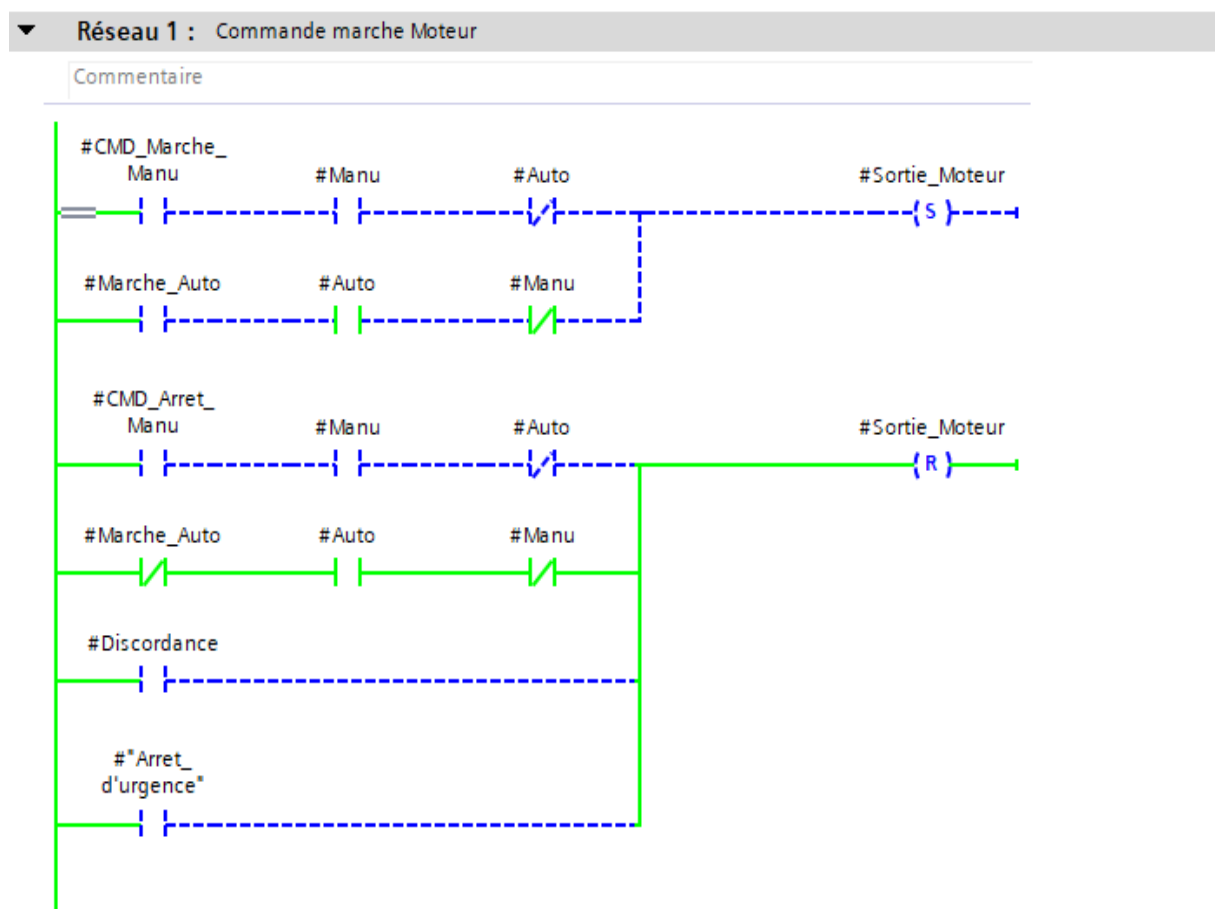 Réseau 1 : Commande marche Moteur
Commentaire
#CMD_Marche_
Manu #Manu #Auto #Sortie_Moteur
S
#Marche_Auto #Auto #Manu
#CMD_Arret_
Manu #Manu #Auto #Sortie_Moteur
R
#Marche_Auto #Auto #Manu
#Discordance
#"Arret_
d'urgence"